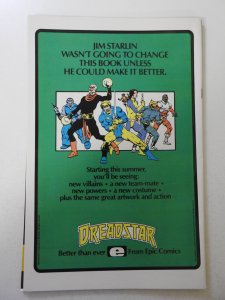 JIM STARLIN
WASN'T GOING TO CHANGE
THIS BOOK UNLESS
HE COULD MAKE IT BETTER.
Starting this summer,
you'll be seeing:
new villains • a new team-mate •
new powers • a new costume •
plus the same great artwork and action
DREADSTAR
Better than ever e From Epic Comics